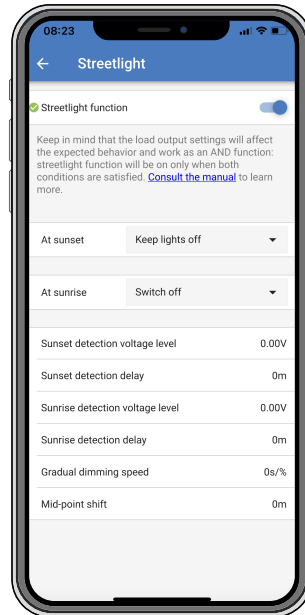 08:23
Streetlight
Streetlight function
Keep in mind that the load output settings will affect
the expected behavior and work as an AND function:
streetlight function will be on only when both
conditions are satisfied. Consult the manual to learn
more.
At sunset Keep lights off
At sunrise Switch off
Sunset detection voltage level 0.00V
Sunset detection delay 0m
Sunrise detection voltage level 0.00V
Sunrise detection delay 0m
Gradual dimming speed 0s/%
Mid-point shift 0m